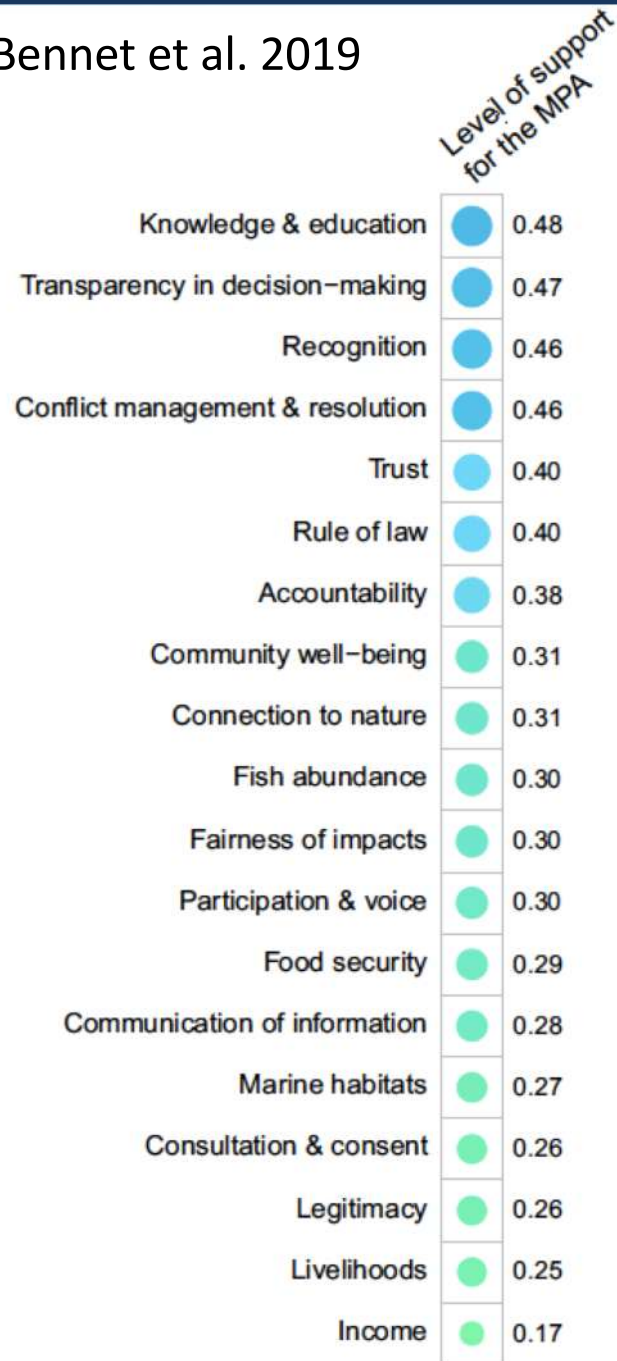 Bennet et al. 2019
Level of support
for the MPA
Knowledge & education 0.48
Transparency in decision−making 0.47
Recognition 0.46
Conflict management & resolution 0.46
Trust 0.40
Rule of law 0.40
Accountability 0.38
Community well−being 0.31
Connection to nature 0.31
Fish abundance 0.30
Fairness of impacts 0.30
Participation & voice 0.30
Food security 0.29
Communication of information 0.28
Marine habitats 0.27
Consultation & consent 0.26
Legitimacy 0.26
Livelihoods 0.25
Income 0.17